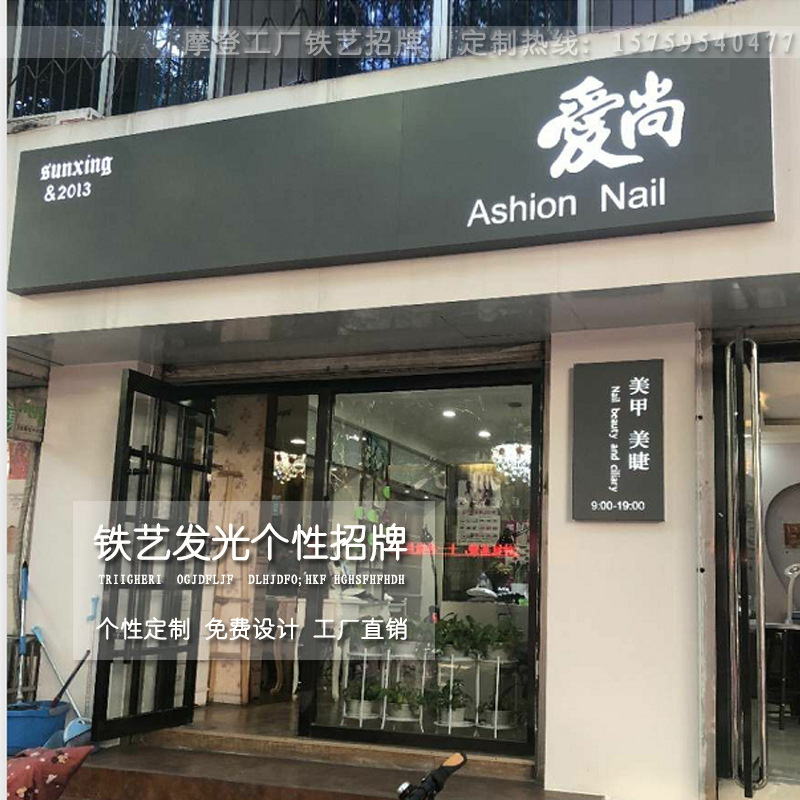 摩登工厂铁艺招牌 定制热线: 15759540477
爱尚
sunxing
&2013
Ashion Nail
美甲 美睫
Nail beauty and ciliary
9:00-19:00
铁艺发光个性招牌
TRIIGHERI OGJDFLJF DLHJDFO;HKF HGHSFHFHDH
个性定制 免费设计 工厂直销